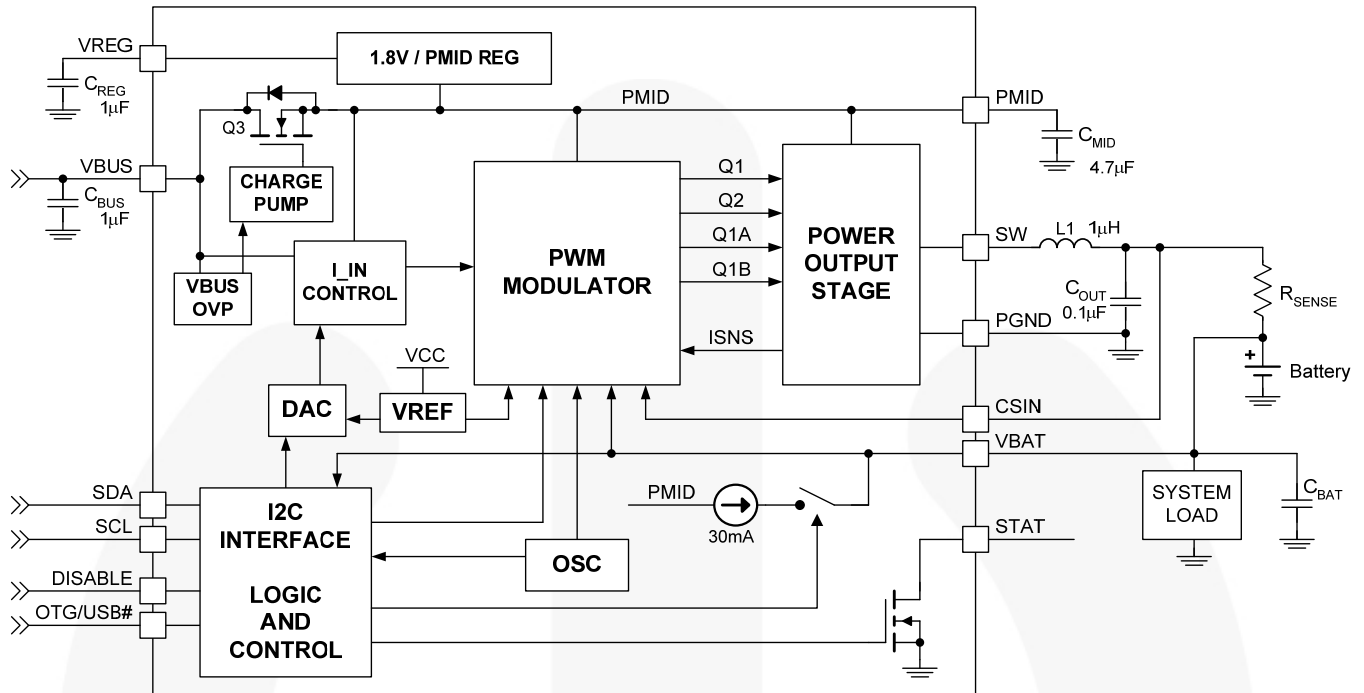 VREG
C_REG
1µF
1.8V / PMID REG
Q3
PMID
PMID
C_MID
4.7µF
VBUS
C_BUS
1µF
CHARGE
PUMP
VBUS
OVP
I_IN
CONTROL
PWM
MODULATOR
Q1
Q2
Q1A
Q1B
ISNS
POWER
OUTPUT
STAGE
SW
L1 1µH
C_OUT
0.1µF
R_SENSE
PGND
+
Battery
VCC
DAC
VREF
CSIN
VBAT
SDA
SCL
DISABLE
OTG/USB#
I2C
INTERFACE
LOGIC
AND
CONTROL
OSC
PMID
30mA
SYSTEM
LOAD
C_BAT
STAT